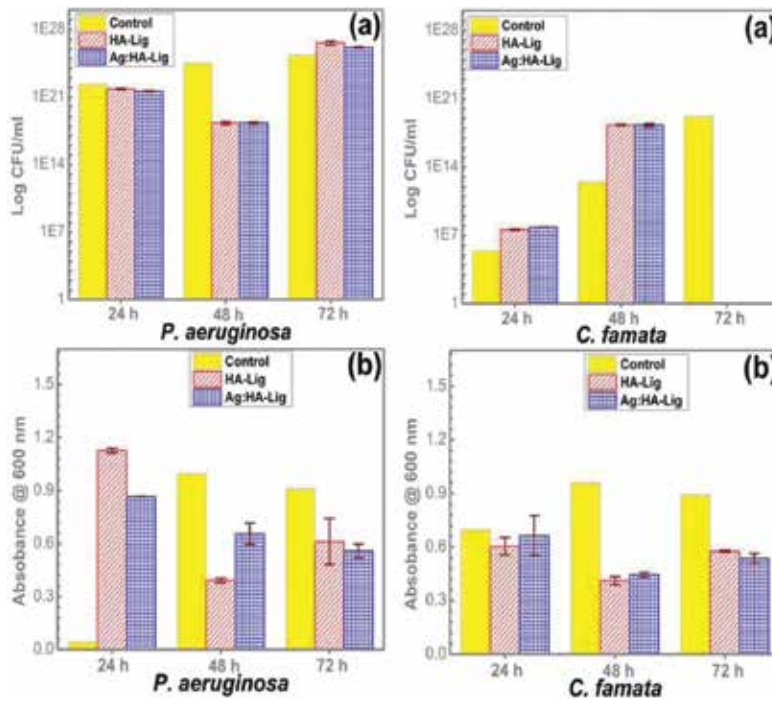 (a)
Control
HA-Lig
Ag:HA-Lig
1E28
1E21
1E14
1E7
1
Log CFU/ml
24 h 48 h 72 h
P. aeruginosa
(a)
Control
HA-Lig
Ag:HA-Lig
1E28
1E21
1E14
1E7
1
Log CFU/ml
24 h 48 h 72 h
C. famata
(b)
Control
HA-Lig
Ag:HA-Lig
1.5
1.2
0.9
0.6
0.3
0.0
Absorbance @ 600 nm
24 h 48 h 72 h
P. aeruginosa
(b)
Control
HA-Lig
Ag:HA-Lig
1.5
1.2
0.9
0.6
0.3
0.0
Absorbance @ 600 nm
24 h 48 h 72 h
C. famata